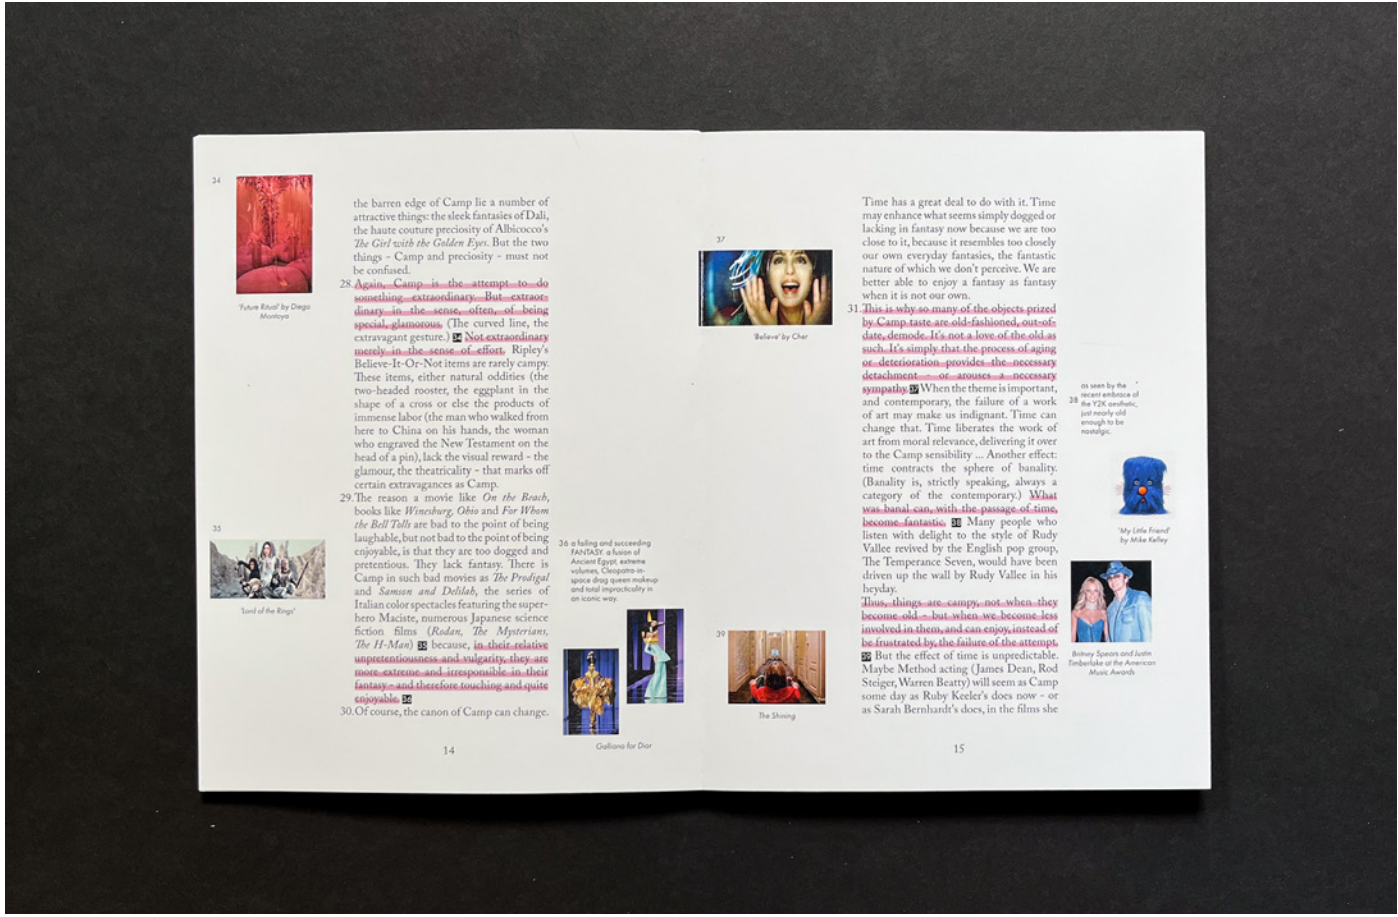 34
'Future Ritual' by Diego
Montoya
the barren edge of Camp lie a number of
attractive things: the sleek fantasies of Dali,
the haute couture preciosity of Albicocco's
The Girl with the Golden Eyes. But the two
things - Camp and preciosity - must not
be confused.
28. Again, Camp is the attempt to do
something extraordinary. But extraor-
dinary in the sense, often, of being
special, glamorous. (The curved line, the
extravagant gesture.) 34 Not extraordinary
merely in the sense of effort. Ripley's
Believe-It-Or-Not items are rarely campy.
These items, either natural oddities (the
two-headed rooster, the eggplant in the
shape of a cross or else the products of
immense labor (the man who walked from
here to China on his hands, the woman
who engraved the New Testament on the
head of a pin), lack the visual reward - the
glamour, the theatricality - that marks off
certain extravagances as Camp.
29. The reason a movie like On the Beach,
books like Winesburg, Ohio and For Whom
the Bell Tolls are bad to the point of being
laughable, but not bad to the point of being
enjoyable, is that they are too dogged and
pretentious. They lack fantasy. There is
Camp in such bad movies as The Prodigal
and Samson and Delilah, the series of
Italian color spectacles featuring the super-
hero Maciste, numerous Japanese science
fiction films (Rodan, The Mysterians,
The H-Man) 35 because, in their relative
unpretentiousness and vulgarity, they are
more extreme and irresponsible in their
fantasy - and therefore touching and quite
enjoyable. 36
30. Of course, the canon of Camp can change.
35
'Lord of the Rings'
36 a failing and succeeding
FANTASY. a fusion of
Ancient Egypt, extreme
volumes, Cleopatra-in-
space drag queen makeup
and total impracticality in
an iconic way.
Galliano for Dior
14
37
'Believe' by Cher
39
The Shining
Time has a great deal to do with it. Time
may enhance what seems simply dogged or
lacking in fantasy now because we are too
close to it, because it resembles too closely
our own everyday fantasies, the fantastic
nature of which we don't perceive. We are
better able to enjoy a fantasy as fantasy
when it is not our own.
31. This is why so many of the objects prized
by Camp taste are old-fashioned, out-of-
date, demode. It's not a love of the old as
such. It's simply that the process of aging
or deterioration provides the necessary
detachment - or arouses a necessary
sympathy. 37 When the theme is important,
and contemporary, the failure of a work
of art may make us indignant. Time can
change that. Time liberates the work of
art from moral relevance, delivering it over
to the Camp sensibility ... Another effect:
time contracts the sphere of banality.
(Banality is, strictly speaking, always a
category of the contemporary.) What
was banal can, with the passage of time,
become fantastic. 38 Many people who
listen with delight to the style of Rudy
Vallee revived by the English pop group,
The Temperance Seven, would have been
driven up the wall by Rudy Vallee in his
heyday.
Thus, things are campy, not when they
become old - but when we become less
involved in them, and can enjoy, instead of
be frustrated by, the failure of the attempt.
39 But the effect of time is unpredictable.
Maybe Method acting (James Dean, Rod
Steiger, Warren Beatty) will seem as Camp
some day as Ruby Keeler's does now - or
as Sarah Bernhardt's does, in the films she
38
as seen by the
recent embrace of
the Y2K aesthetic,
just nearly old
enough to be
nostalgic.
'My Little Friend'
by Mike Kelley
Britney Spears and Justin
Timberlake at the American
Music Awards
15